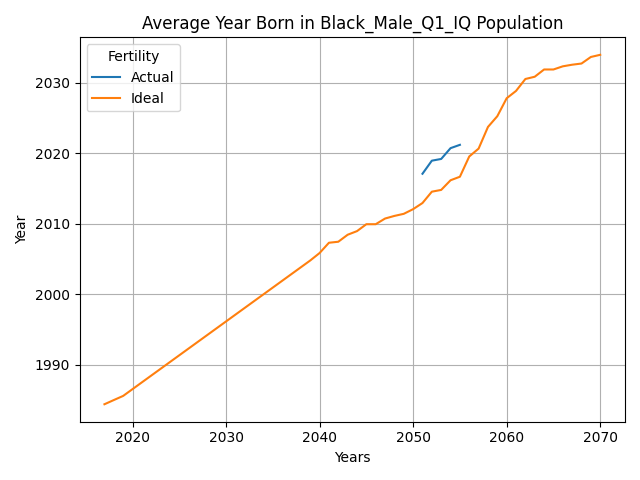 Average Year Born in Black_Male_Q1_IQ Population
Fertility
Actual
Ideal
Year
2030
2020
2010
2000
1990
2020 2030 2040 2050 2060 2070
Years